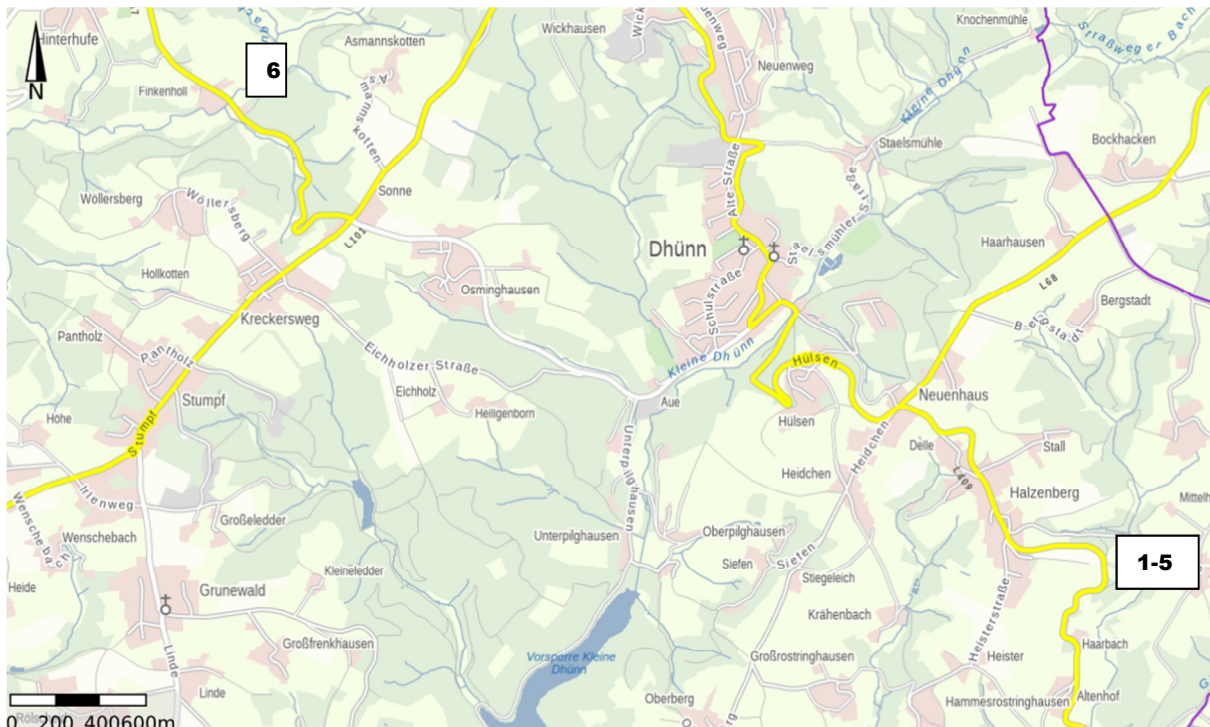 Hinterhufe
Asmannskotten
Wickhausen
Knochenmühle
Straßweger Bach
6
N
Finkenholl
Asmannskotten
Neuenweg
Kleine Dhünn
Staelsmühle
Bockhacken
Wöllersberg
Wöllersberg
Sonne
L101
Alte-Straße
Staelsmühler Straße
Haarhausen
Dhünn
Hollkotten
Osminghausen
Schulstraße
L68
Bergstadt
Bergstadt
Pantholz
Kreckersweg
Pantholz
Eichholzer Straße
Kleine Dhünn
Hülsen
Stumpf
Eichholz
Heiligenborn
Aue
Neuenhaus
Höhe
Stumpf
Unterpilghausen
Hülsen
Heidchen
Delle
Stall
Heidchen
L409
Halzenberg
Irlenweg
Großeledder
Wenschebach
Wenschebach
Unterpilghausen
Oberpilghausen
1-5
Heide
Kleineledder
Siefen
Siefen
Stiegeleich
Grunewald
Krähenbach
Heisterstraße
Großfrenkhausen
Linde
Haarbach
Vorsperre Kleine
Dhünn
Großrostringhausen
Heister
Linde
Oberberg
Hammesrostringhausen
Altenhof
0 200 400600m